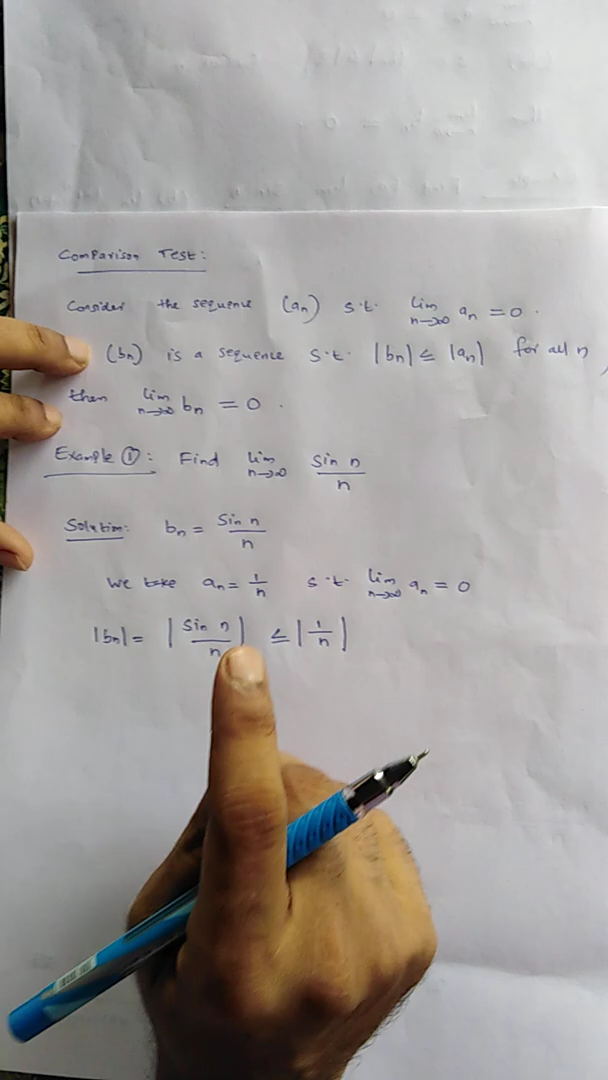 Comparison Test:
Consider the sequence (an) s.t. lim n→∞ an = 0.
(bn) is a sequence s.t. |bn| ≤ |an| for all n,
then lim n→∞ bn = 0.
Example ①: Find lim n→∞ sin n / n
Solution: bn = sin n / n
We take an = 1/n s.t. lim n→∞ an = 0
|bn| = |sin n / n| ≤ |1/n|